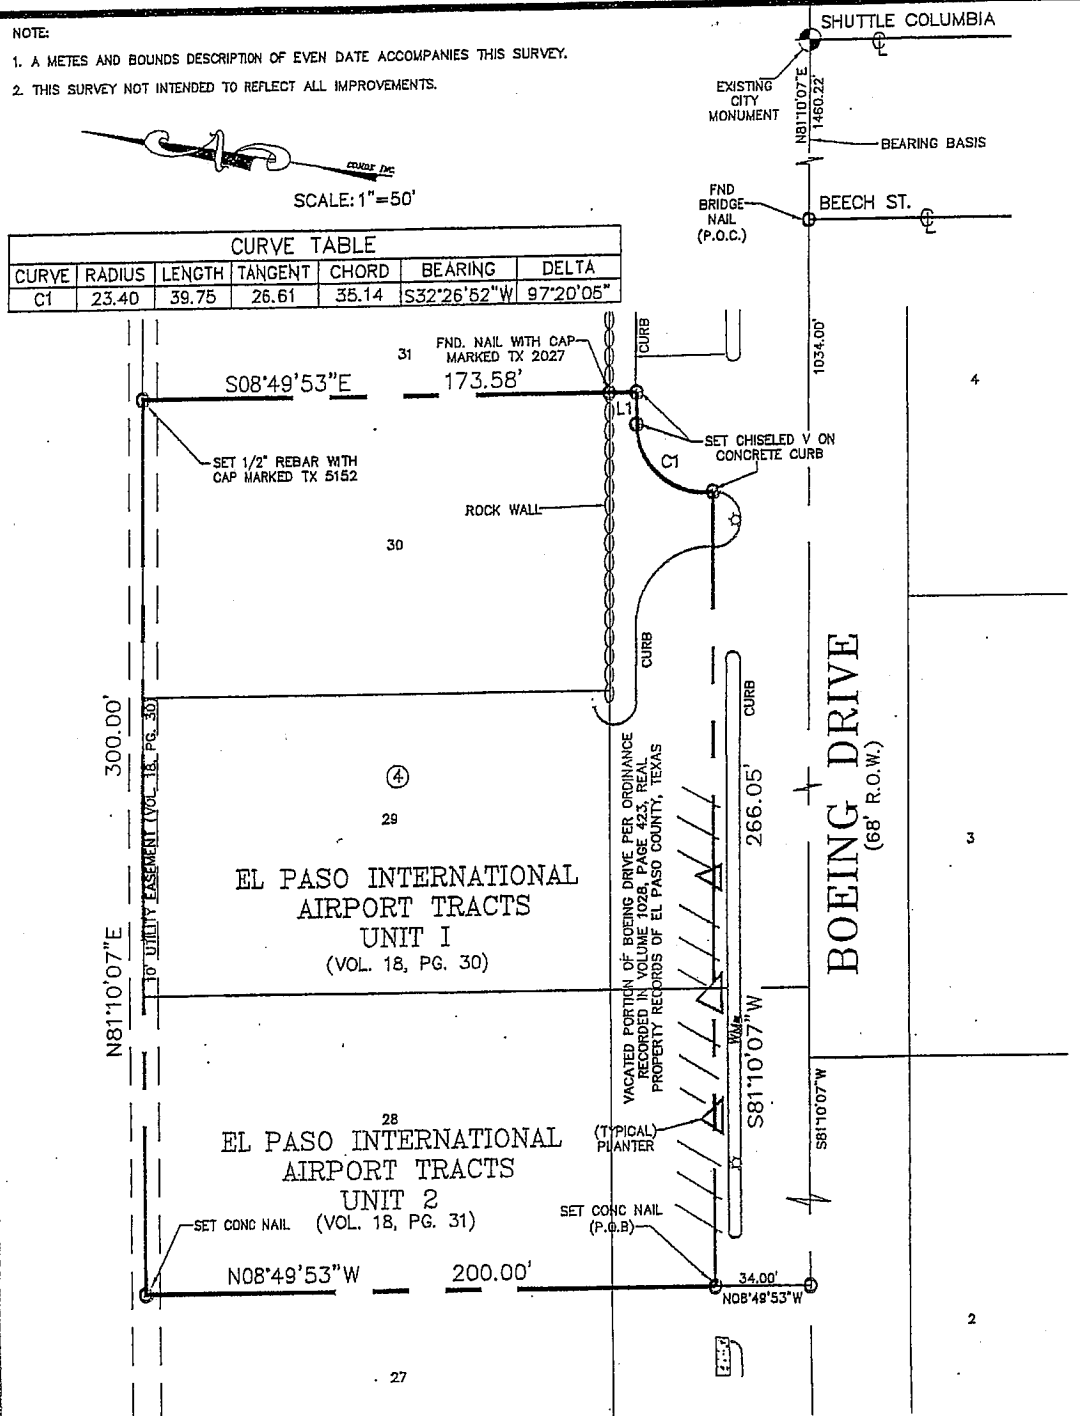 NOTE:
1. A METES AND BOUNDS DESCRIPTION OF EVEN DATE ACCOMPANIES THIS SURVEY.
2. THIS SURVEY NOT INTENDED TO REFLECT ALL IMPROVEMENTS.
CONDE INC.
SCALE: 1"=50'
SHUTTLE COLUMBIA
℄
EXISTING
CITY
MONUMENT
N81°10'07"E
1460.22'
BEARING BASIS
FND
BRIDGE
NAIL
(P.O.C.)
BEECH ST.
℄
CURVE TABLE
CURVE RADIUS LENGTH TANGENT CHORD BEARING DELTA
C1 23.40 39.75 26.61 35.14 S32°26'52"W 97°20'05"
31
FND. NAIL WITH CAP
MARKED TX 2027
CURB
1034.00'
4
S08°49'53"E 173.58'
L1
SET 1/2" REBAR WITH
CAP MARKED TX 5152
C1
SET CHISELED V ON
CONCRETE CURB
ROCK WALL
30
CURB
300.00'
N81°10'07"E
10' UTILITY EASEMENT (VOL. 18, PG. 30)
4
29
EL PASO INTERNATIONAL
AIRPORT TRACTS
UNIT 1
(VOL. 18, PG. 30)
VACATED PORTION OF BOEING DRIVE PER ORDINANCE
RECORDED IN VOLUME 1028, PAGE 423, REAL
PROPERTY RECORDS OF EL PASO COUNTY, TEXAS
CURB
266.05'
S81°10'07"W
BOEING DRIVE
(68' R.O.W.)
3
28
EL PASO INTERNATIONAL
AIRPORT TRACTS
UNIT 2
(VOL. 18, PG. 31)
(TYPICAL)
PLANTER
S81°10'07"W
SET CONC NAIL
SET CONC NAIL
(P.O.B)
N08°49'53"W 200.00'
34.00'
N08°49'53"W
2
27